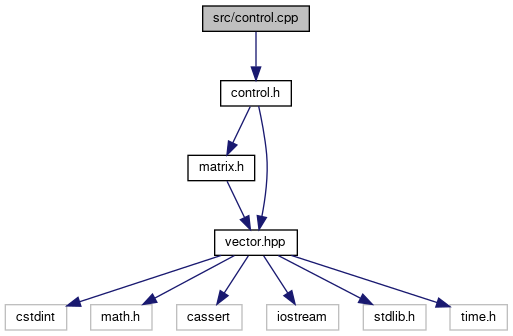 src/control.cpp
control.h
matrix.h
vector.hpp
cstdint
math.h
cassert
iostream
stdlib.h
time.h